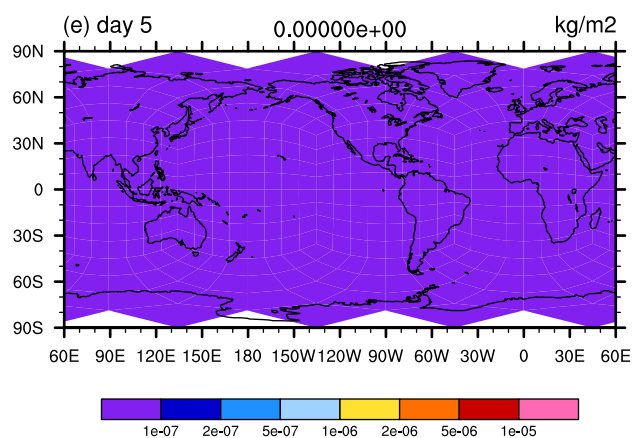 (e) day 5 0.00000e+00 kg/m2
90N
60N
30N
0
30S
60S
90S
60E 90E 120E 150E 180 150W 120W 90W 60W 30W 0 30E 60E
1e-07 2e-07 5e-07 1e-06 2e-06 5e-06 1e-05